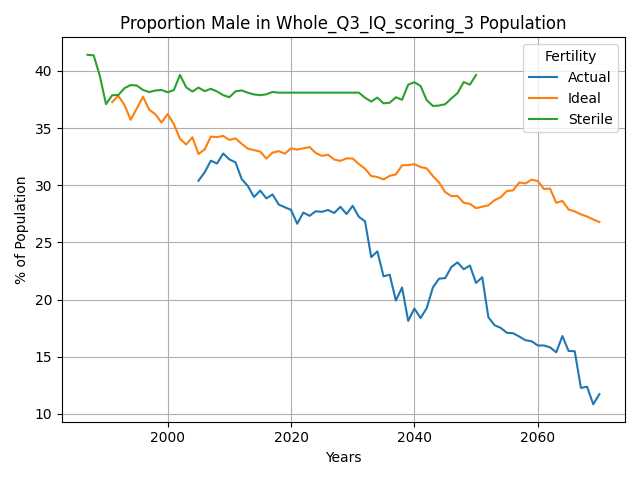 Proportion Male in Whole_Q3_IQ_scoring_3 Population
Fertility
Actual
Ideal
Sterile
% of Population
40
35
30
25
20
15
10
2000
2020
2040
2060
Years